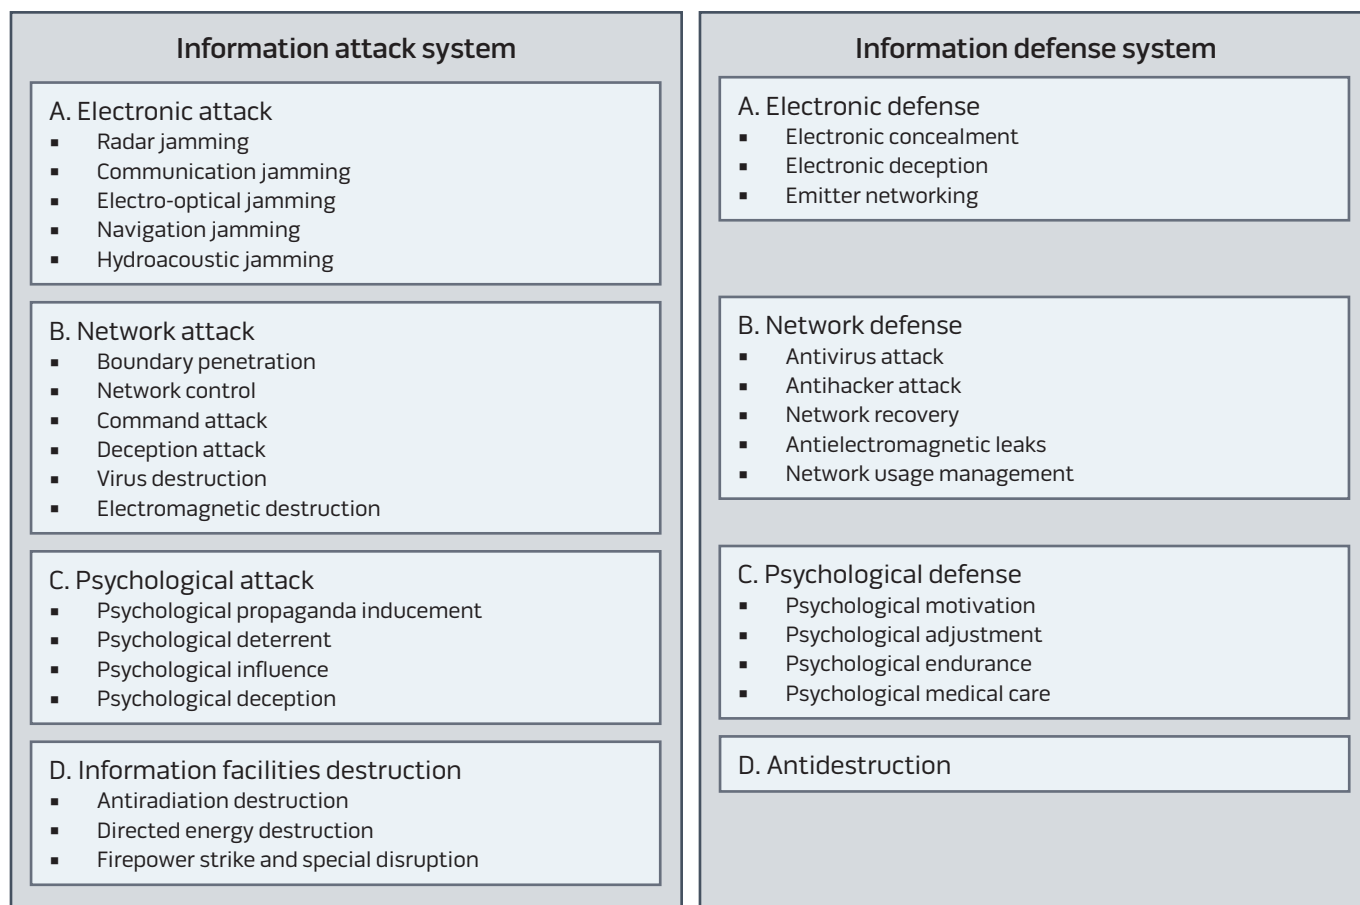 Information attack system
A. Electronic attack
▪ Radar jamming
▪ Communication jamming
▪ Electro-optical jamming
▪ Navigation jamming
▪ Hydroacoustic jamming
B. Network attack
▪ Boundary penetration
▪ Network control
▪ Command attack
▪ Deception attack
▪ Virus destruction
▪ Electromagnetic destruction
C. Psychological attack
▪ Psychological propaganda inducement
▪ Psychological deterrent
▪ Psychological influence
▪ Psychological deception
D. Information facilities destruction
▪ Antiradiation destruction
▪ Directed energy destruction
▪ Firepower strike and special disruption
Information defense system
A. Electronic defense
▪ Electronic concealment
▪ Electronic deception
▪ Emitter networking
B. Network defense
▪ Antivirus attack
▪ Antihacker attack
▪ Network recovery
▪ Antielectromagnetic leaks
▪ Network usage management
C. Psychological defense
▪ Psychological motivation
▪ Psychological adjustment
▪ Psychological endurance
▪ Psychological medical care
D. Antidestruction